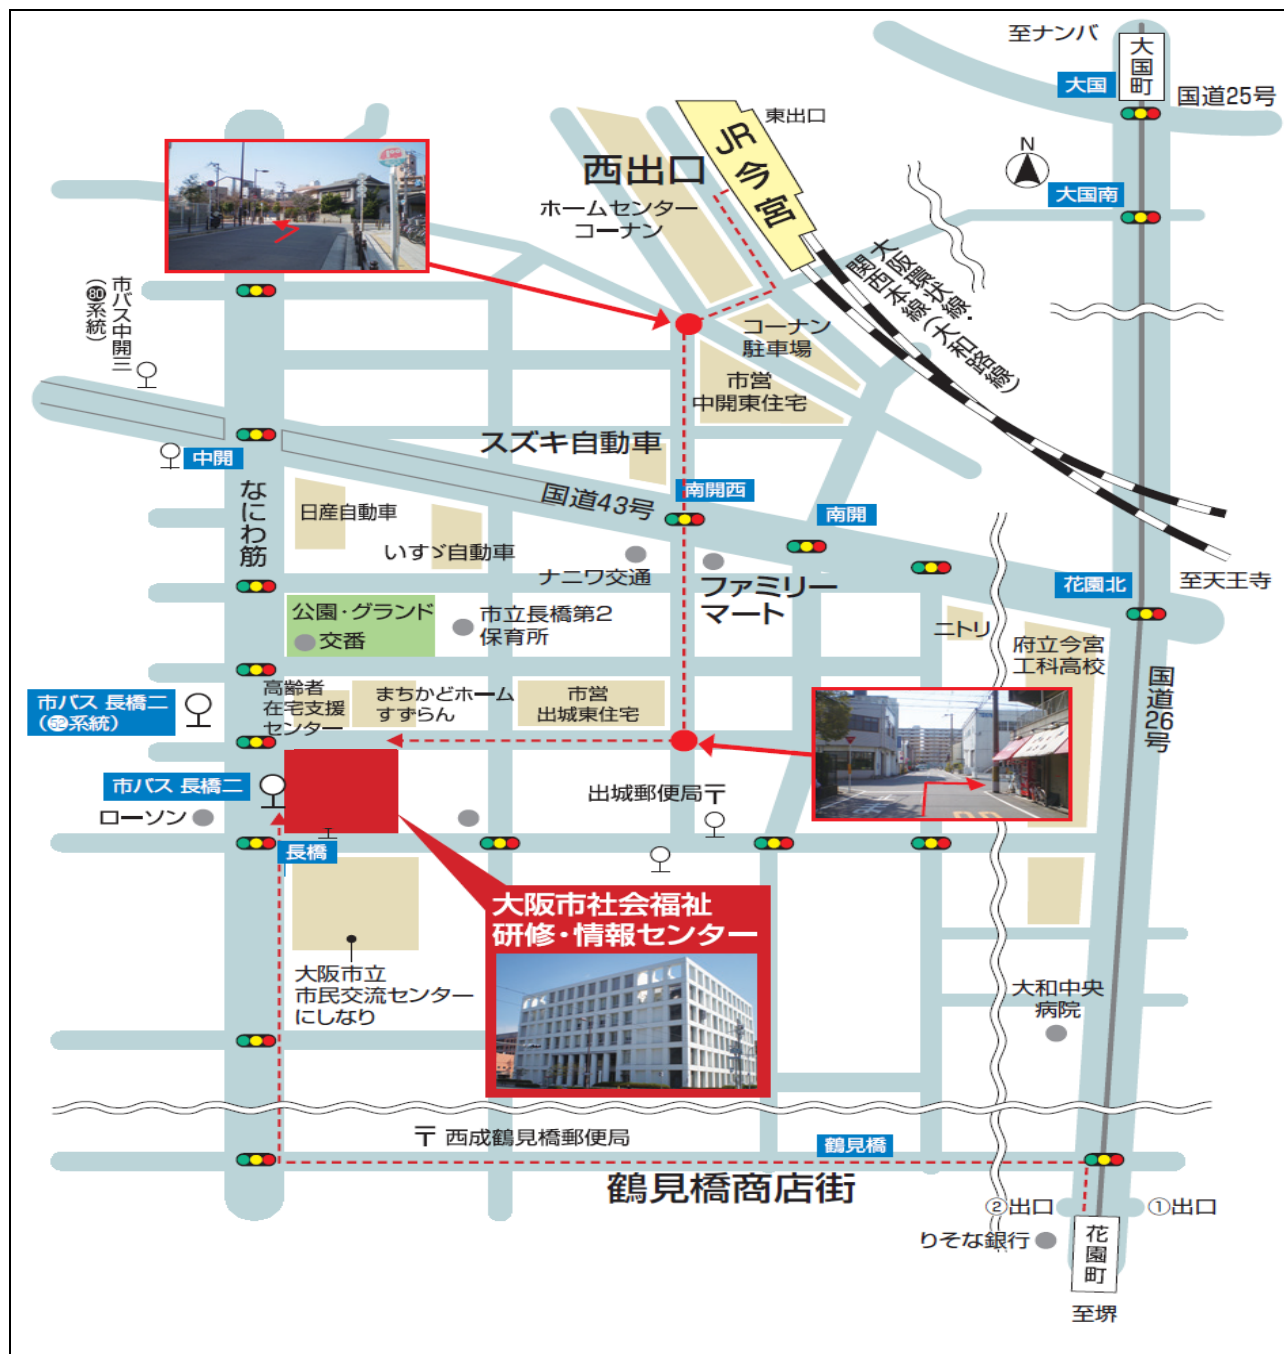 至ナンバ
大国町
大国
国道25号
東出口
JR今宮
西出口
ホームセンター
コーナン
N
大国南
大阪環状線・
関西本線(大和路線)
市バス中開三
(80系統)
コーナン
駐車場
市営
中開東住宅
スズキ自動車
中開
なにわ筋
国道43号
南開西
南開
日産自動車
いすゞ自動車
ナニワ交通
ファミリー
マート
花園北
至天王寺
公園・グランド
交番
市立長橋第2
保育所
ニトリ
府立今宮
工科高校
国道26号
高齢者
在宅支援
センター
まちかどホーム
すずらん
市営
出城東住宅
市バス 長橋二
(52系統)
市バス 長橋二
ローソン
出城郵便局〒
長橋
大阪市社会福祉
研修・情報センター
大阪市立
市民交流センター
にしなり
大和中央
病院
〒西成鶴見橋郵便局
鶴見橋
鶴見橋商店街
②出口
①出口
りそな銀行
花園町
至堺